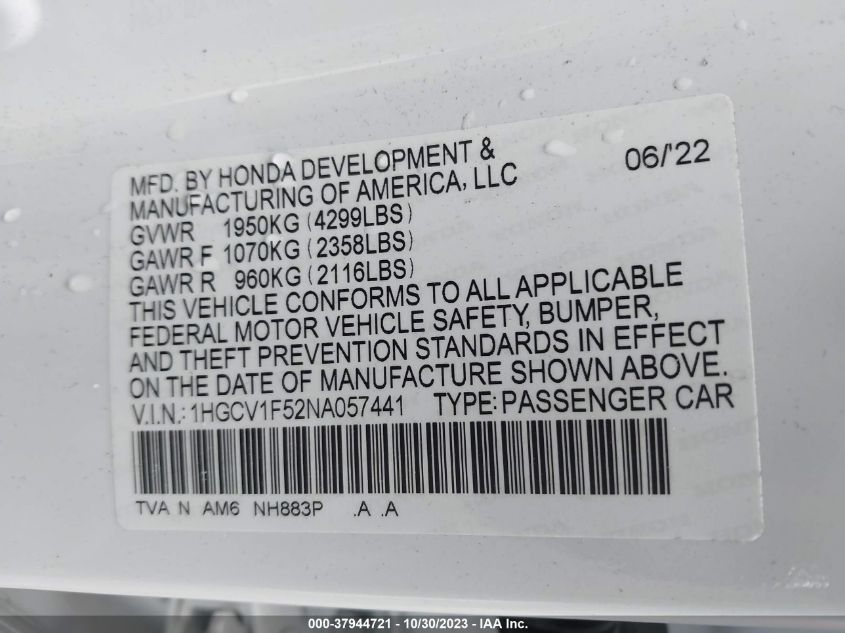 MFD. BY HONDA DEVELOPMENT & 06/'22
MANUFACTURING OF AMERICA, LLC
GVWR 1950KG (4299LBS)
GAWR F 1070KG (2358LBS)
GAWR R 960KG (2116LBS)
THIS VEHICLE CONFORMS TO ALL APPLICABLE
FEDERAL MOTOR VEHICLE SAFETY, BUMPER,
AND THEFT PREVENTION STANDARDS IN EFFECT
ON THE DATE OF MANUFACTURE SHOWN ABOVE.
V.I.N.: 1HGCV1F52NA057441 TYPE: PASSENGER CAR
TVA N AM6 NH883P .A .A
000-37944721 - 10/30/2023 - IAA Inc.